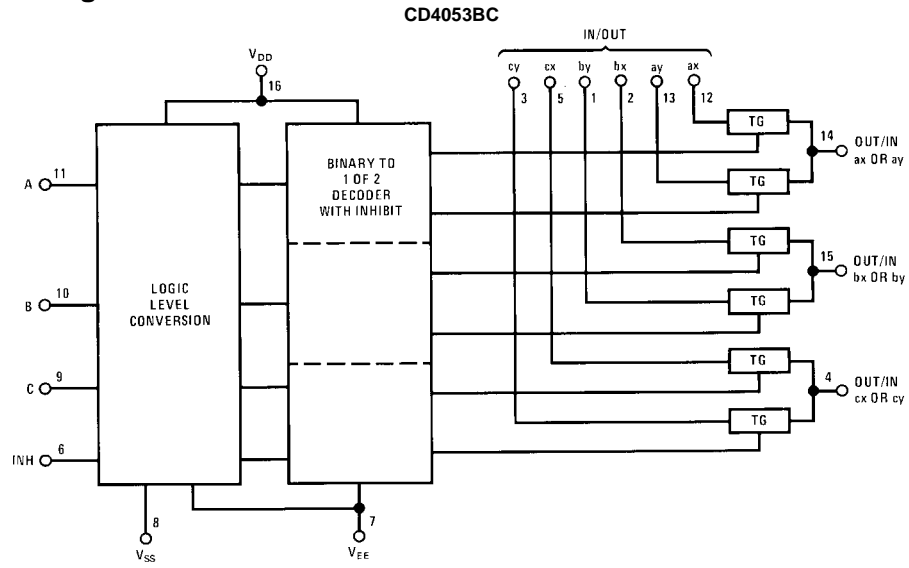 CD4053BC
IN/OUT
cy cx by bx ay ax
3 5 1 2 13 12
V_DD
16
A 11
B 10
C 9
INH 6
LOGIC
LEVEL
CONVERSION
BINARY TO
1 OF 2
DECODER
WITH INHIBIT
TG
TG
TG
TG
TG
TG
14
OUT/IN
ax OR ay
15
OUT/IN
bx OR by
4
OUT/IN
cx OR cy
8
V_SS
7
V_EE